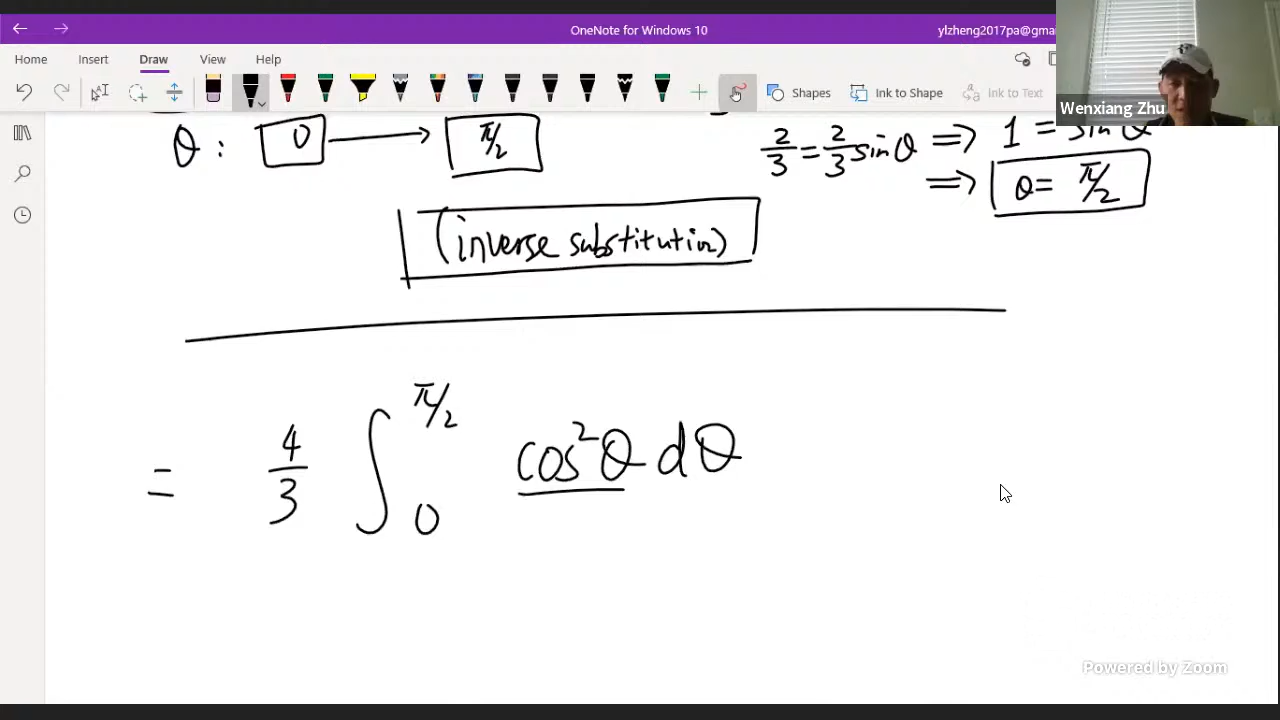 OneNote for Windows 10
ylzheng2017pa@gma
Home Insert Draw View Help
Shapes Ink to Shape Ink to Text
Wenxiang Zhu
θ : 0 → π/2
2/3 = 2/3 sinθ ⟹ 1 = sinθ
⟹ θ = π/2
(inverse substitution)
= 4/3 ∫₀^{π/2} cos²θ dθ
Powered by Zoom